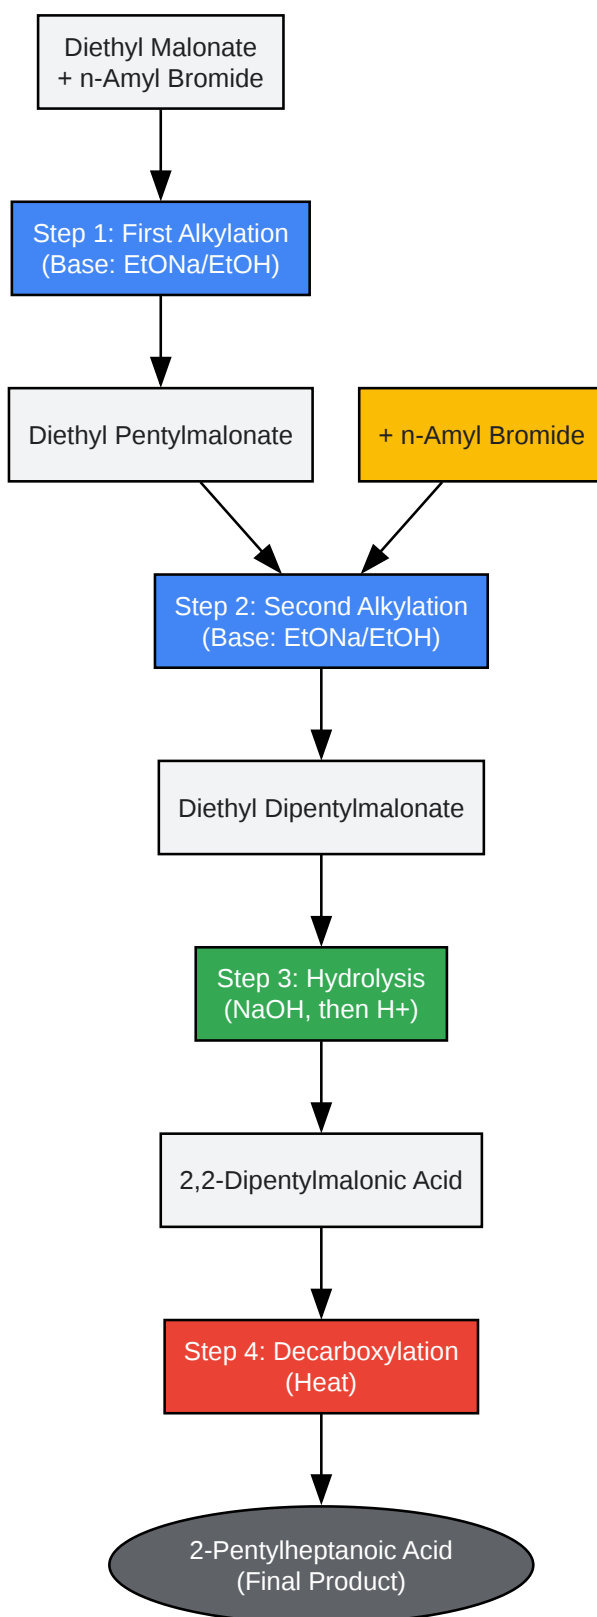 Diethyl Malonate
+ n-Amyl Bromide
Step 1: First Alkylation
(Base: EtONa/EtOH)
Diethyl Pentylmalonate
+ n-Amyl Bromide
Step 2: Second Alkylation
(Base: EtONa/EtOH)
Diethyl Dipentylmalonate
Step 3: Hydrolysis
(NaOH, then H+)
2,2-Dipentylmalonic Acid
Step 4: Decarboxylation
(Heat)
2-Pentylheptanoic Acid
(Final Product)